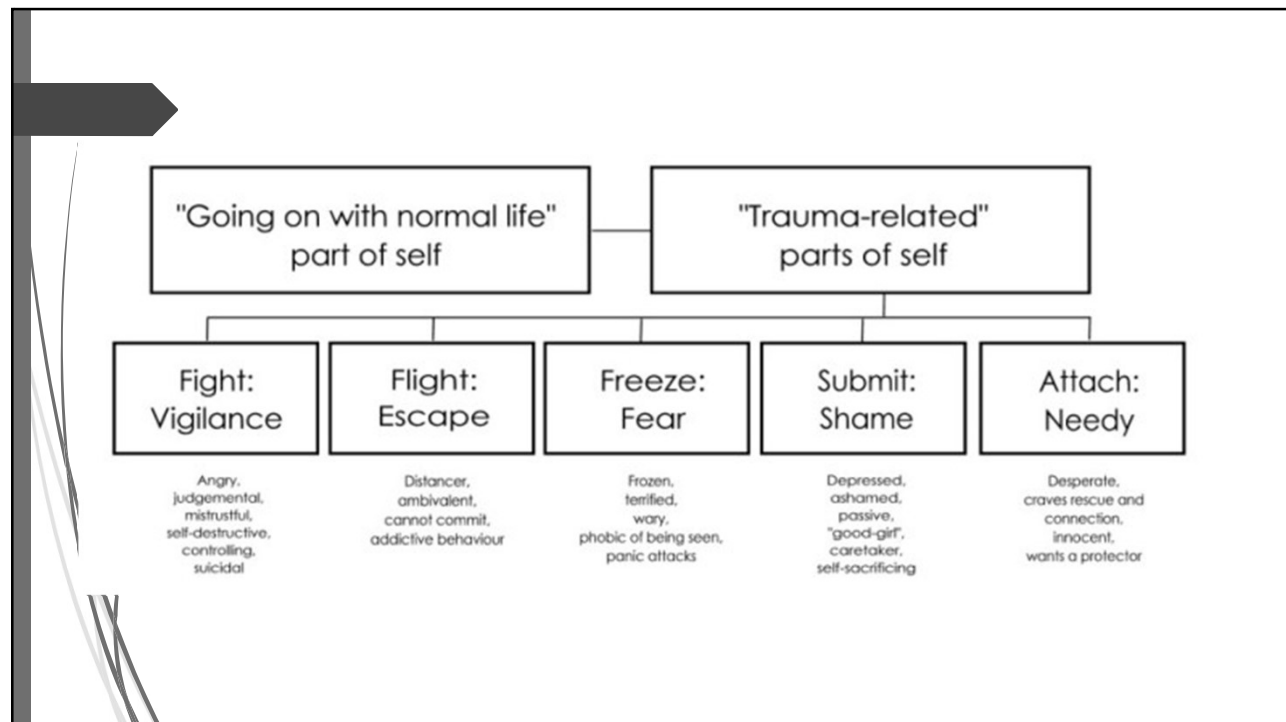 "Going on with normal life"
part of self
"Trauma-related"
parts of self
Fight:
Vigilance
Flight:
Escape
Freeze:
Fear
Submit:
Shame
Attach:
Needy
Angry,
judgemental,
mistrustful,
self-destructive,
controlling,
suicidal
Distancer,
ambivalent,
cannot commit,
addictive behaviour
Frozen,
terrified,
wary,
phobic of being seen,
panic attacks
Depressed,
ashamed,
passive,
"good-girl",
caretaker,
self-sacrificing
Desperate,
craves rescue and
connection,
innocent,
wants a protector